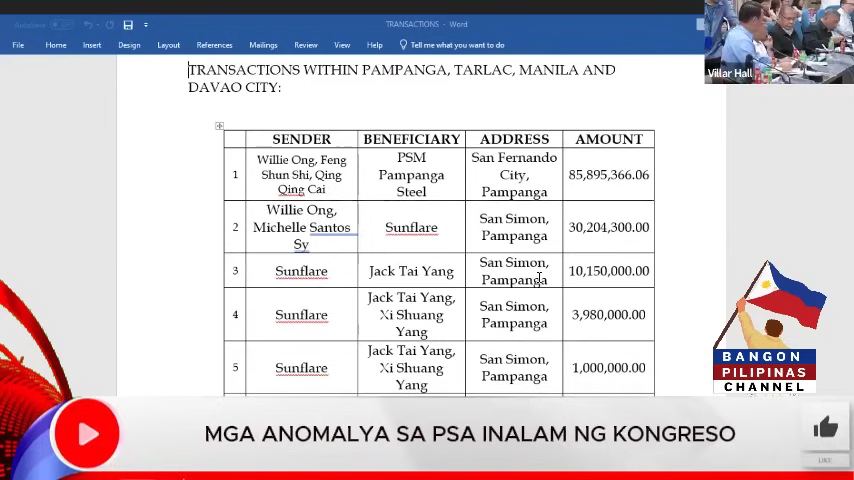 TRANSACTIONS - Word
File Home Insert Design Layout References Mailings Review View Help Tell me what you want to do
Villar Hall
TRANSACTIONS WITHIN PAMPANGA, TARLAC, MANILA AND
DAVAO CITY:
SENDER BENEFICIARY ADDRESS AMOUNT
1 Willie Ong, Feng Shun Shi, Qing Qing Cai PSM Pampanga Steel San Fernando City, Pampanga 85,895,366.06
2 Willie Ong, Michelle Santos Sy Sunflare San Simon, Pampanga 30,204,300.00
3 Sunflare Jack Tai Yang San Simon, Pampanga 10,150,000.00
4 Sunflare Jack Tai Yang, Xi Shuang Yang San Simon, Pampanga 3,980,000.00
5 Sunflare Jack Tai Yang, Xi Shuang Yang San Simon, Pampanga 1,000,000.00
BANGON
PILIPINAS
CHANNEL
MGA ANOMALYA SA PSA INALAM NG KONGRESO
LIKE